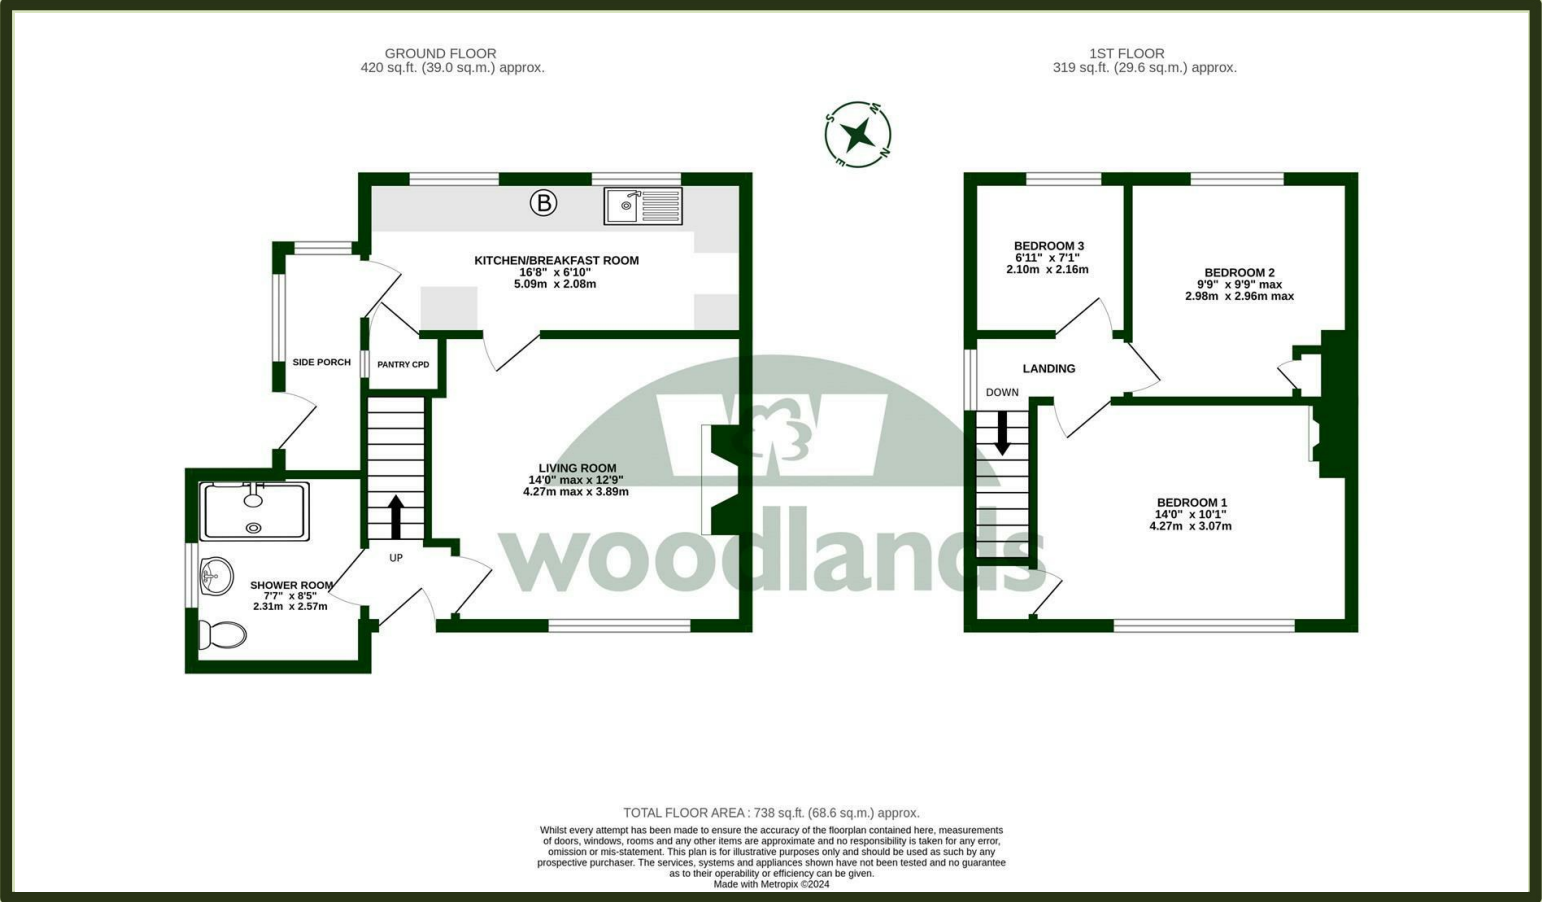 GROUND FLOOR
420 sq.ft. (39.0 sq.m.) approx.
1ST FLOOR
319 sq.ft. (29.6 sq.m.) approx.
S
W
E
N
B
KITCHEN/BREAKFAST ROOM
16'8" x 6'10"
5.09m x 2.08m
SIDE PORCH
PANTRY CPD
LIVING ROOM
14'0" max x 12'9"
4.27m max x 3.89m
UP
SHOWER ROOM
7'7" x 8'5"
2.31m x 2.57m
BEDROOM 3
6'11" x 7'1"
2.10m x 2.16m
BEDROOM 2
9'9" x 9'9" max
2.98m x 2.96m max
LANDING
DOWN
BEDROOM 1
14'0" x 10'1"
4.27m x 3.07m
woodlands
TOTAL FLOOR AREA : 738 sq.ft. (68.6 sq.m.) approx.
Whilst every attempt has been made to ensure the accuracy of the floorplan contained here, measurements
of doors, windows, rooms and any other items are approximate and no responsibility is taken for any error,
omission or mis-statement. This plan is for illustrative purposes only and should be used as such by any
prospective purchaser. The services, systems and appliances shown have not been tested and no guarantee
as to their operability or efficiency can be given.
Made with Metropix ©2024